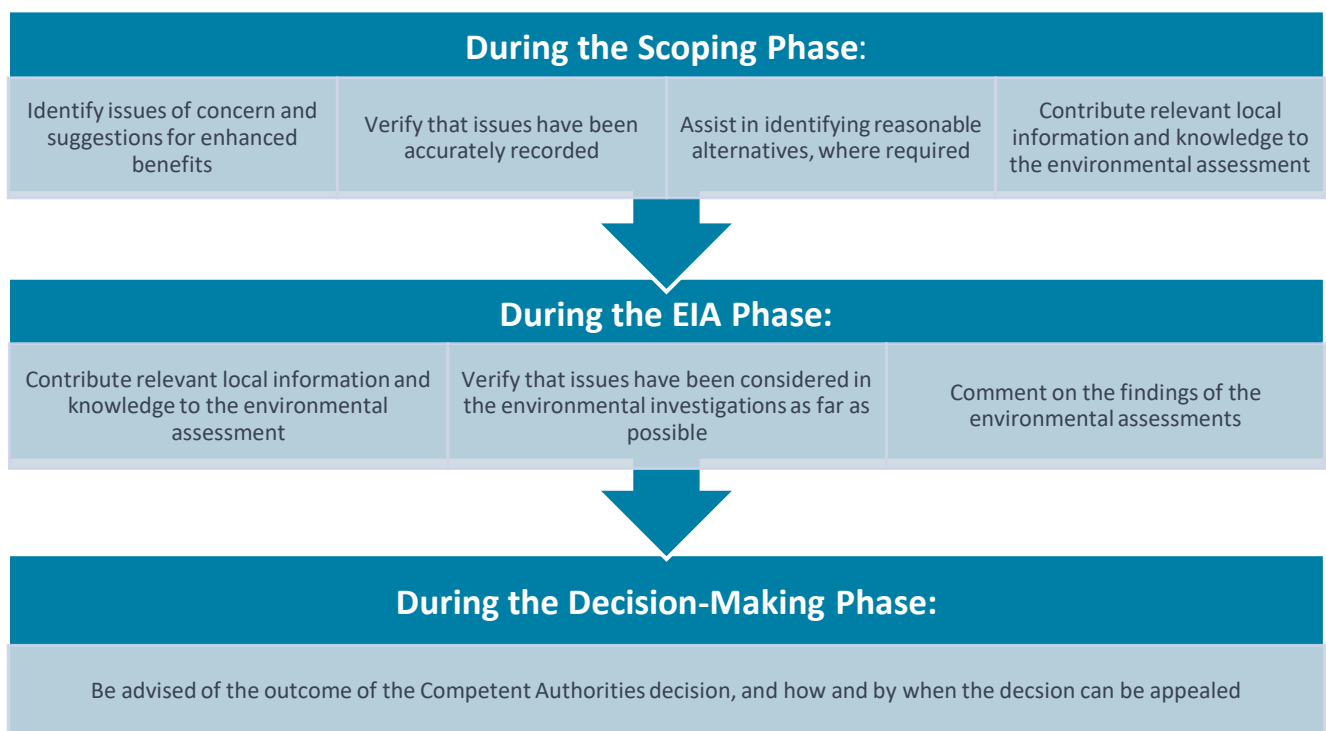 During the Scoping Phase:
Identify issues of concern and
suggestions for enhanced
benefits
Verify that issues have been
accurately recorded
Assist in identifying reasonable
alternatives, where required
Contribute relevant local
information and knowledge to
the environmental assessment
During the EIA Phase:
Contribute relevant local information and
knowledge to the environmental
assessment
Verify that issues have been considered in
the environmental investigations as far as
possible
Comment on the findings of the
environmental assessments
During the Decision-Making Phase:
Be advised of the outcome of the Competent Authorities decision, and how and by when the decsion can be appealed